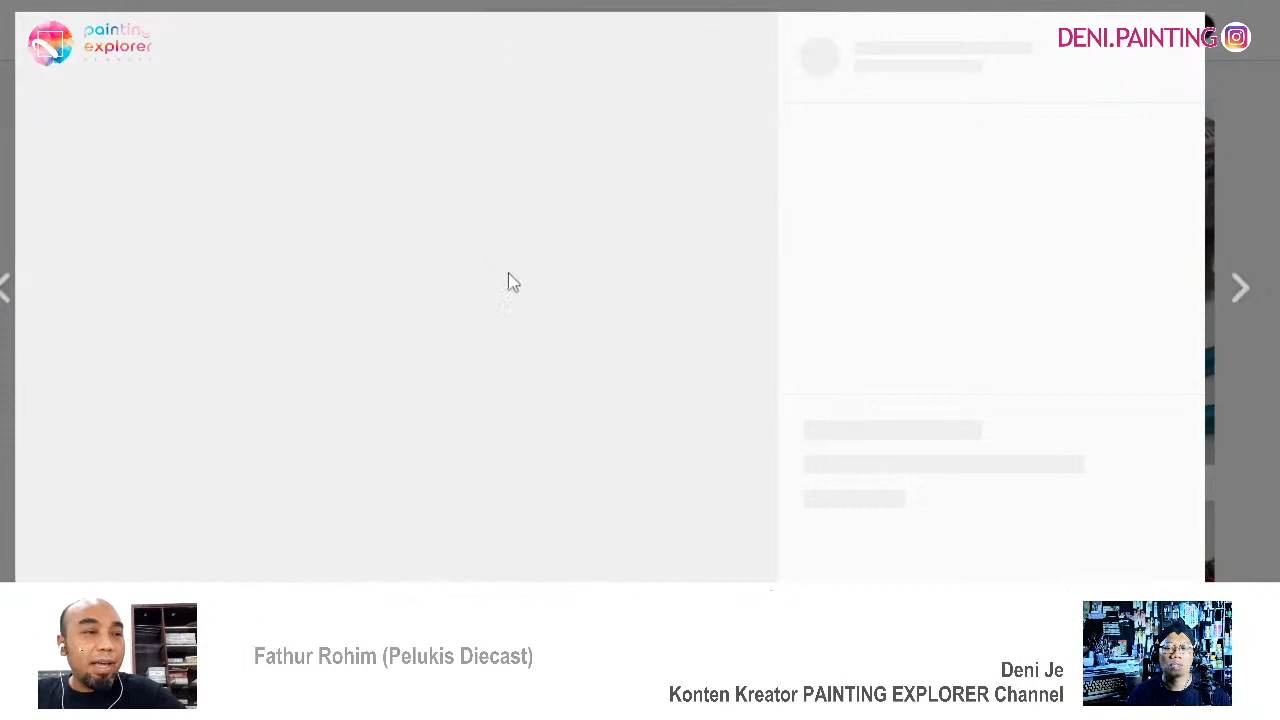 painting
explorer
DENI.PAINTING
Fathur Rohim (Pelukis Diecast)
Deni Je
Konten Kreator PAINTING EXPLORER Channel